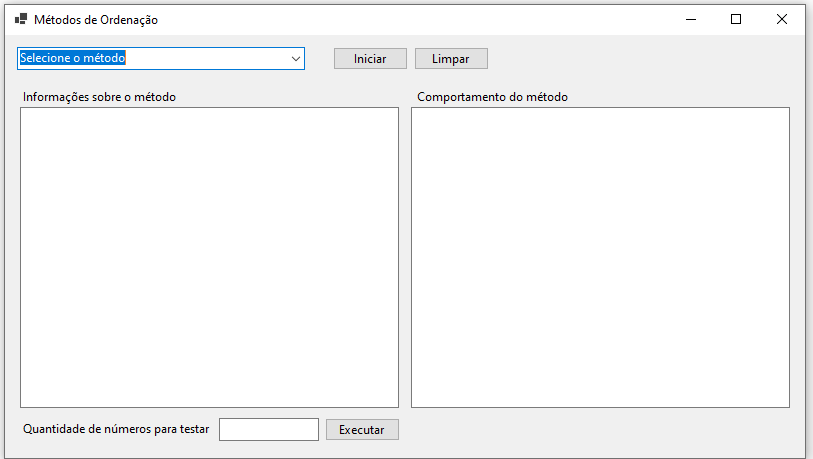 Métodos de Ordenação
Selecione o método
Iniciar
Limpar
Informações sobre o método
Comportamento do método
Quantidade de números para testar
Executar